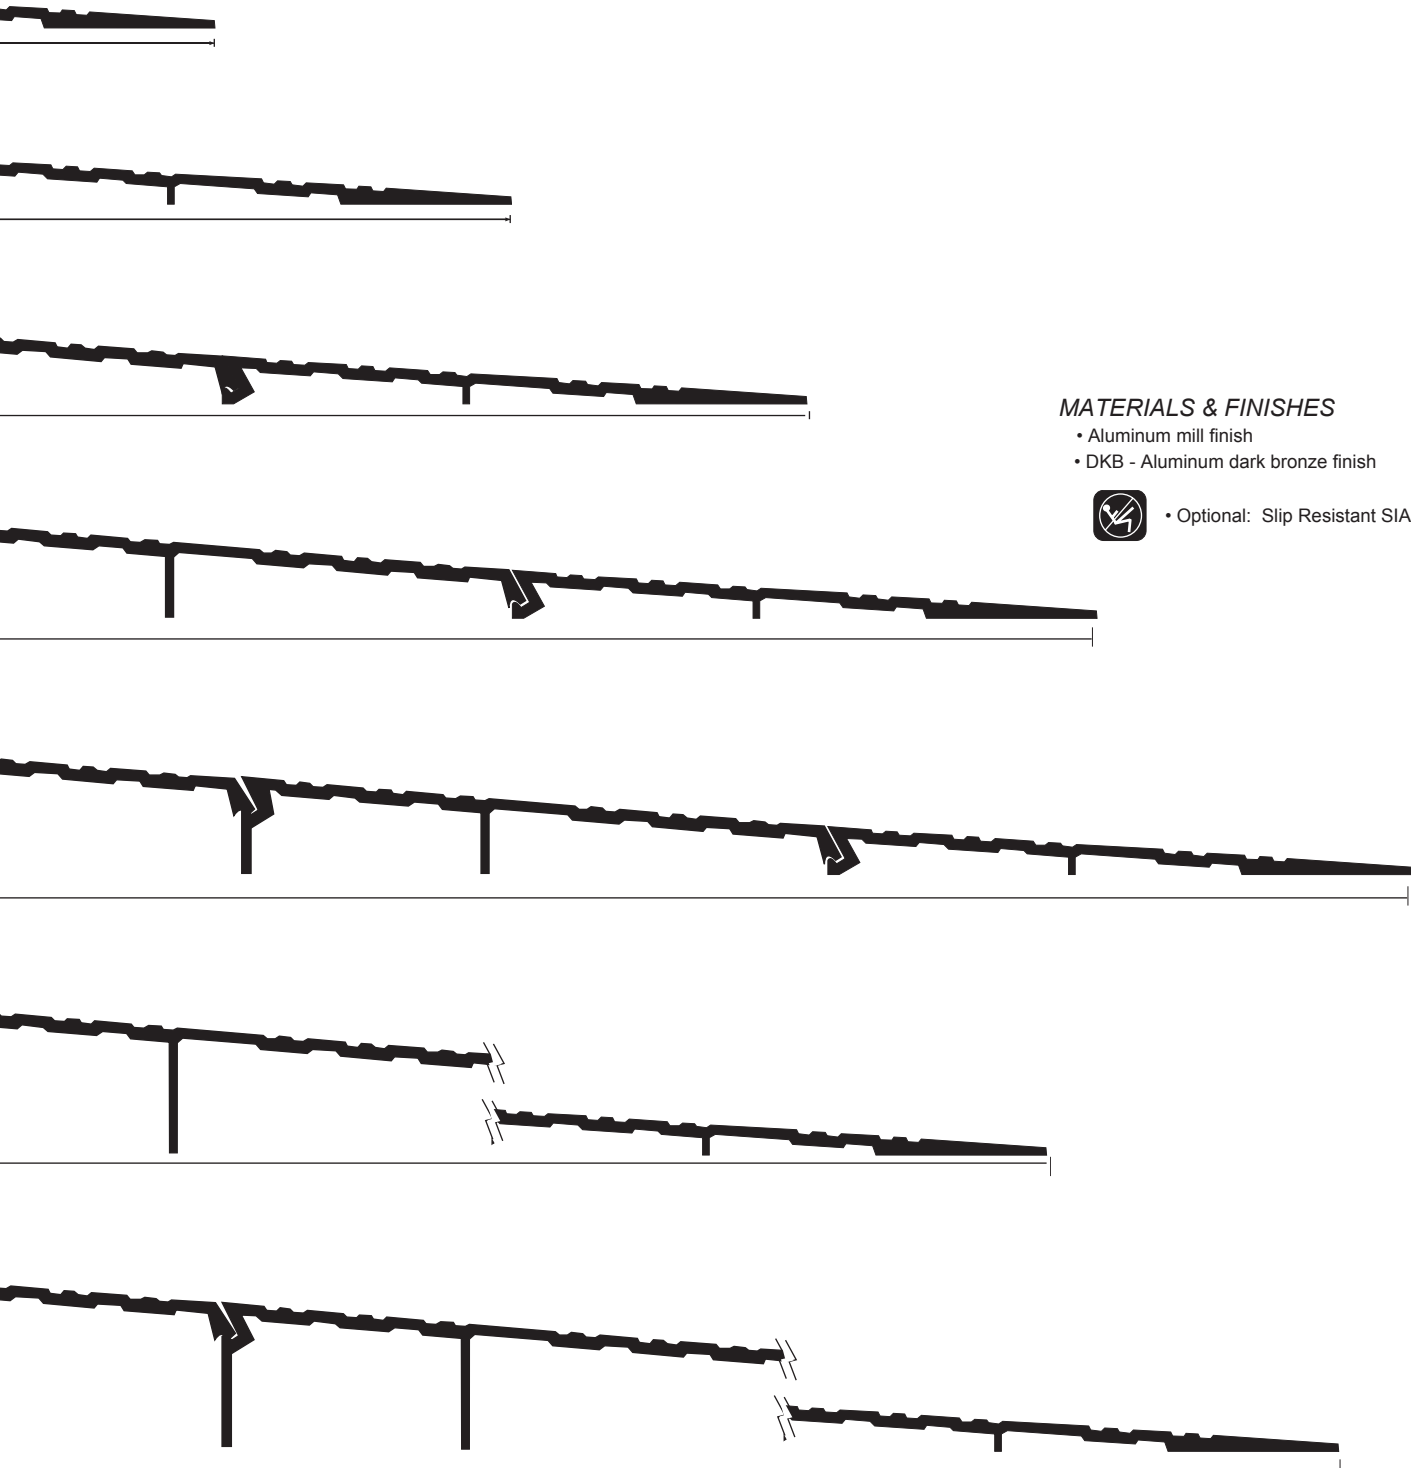 MATERIALS & FINISHES
• Aluminum mill finish
• DKB - Aluminum dark bronze finish
• Optional:  Slip Resistant SIA